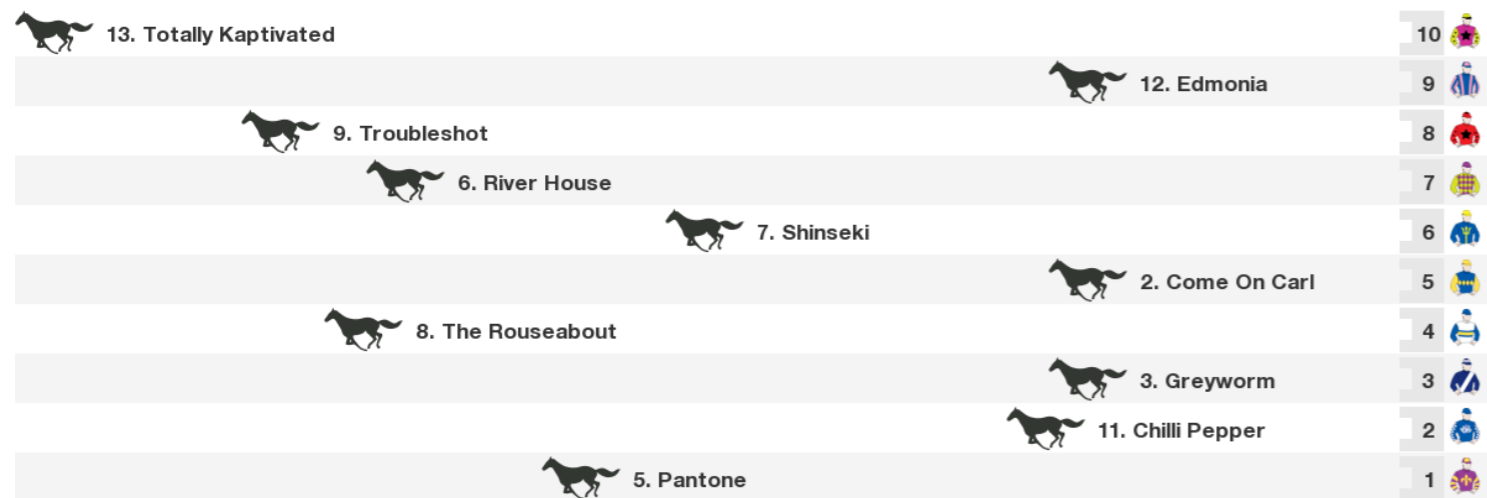 13. Totally Kaptivated 10
12. Edmonia 9
9. Troubleshot 8
6. River House 7
7. Shinseki 6
2. Come On Carl 5
8. The Rouseabout 4
3. Greyworm 3
11. Chilli Pepper 2
5. Pantone 1